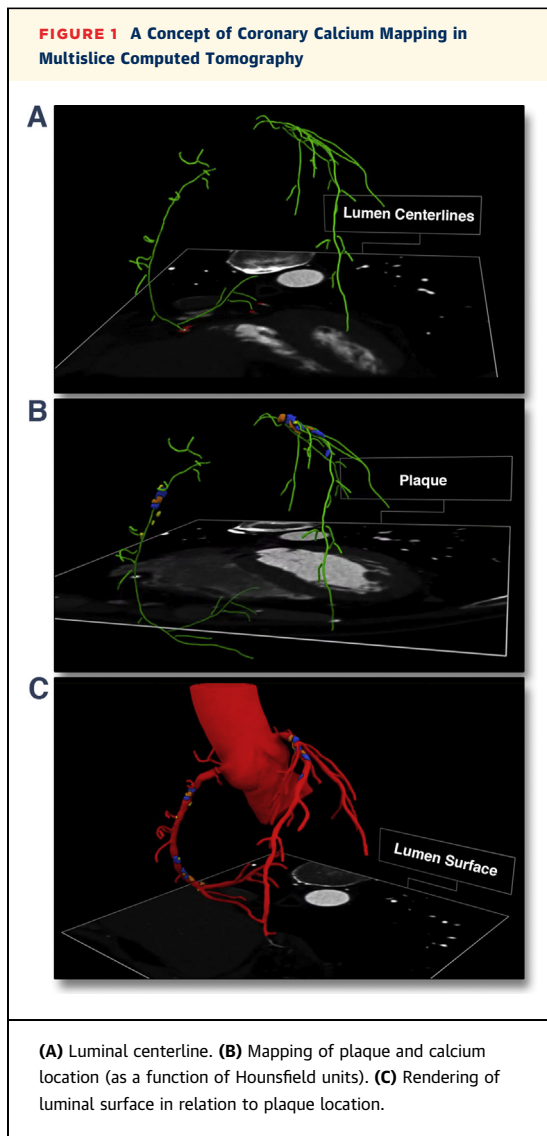 FIGURE 1 A Concept of Coronary Calcium Mapping in
Multislice Computed Tomography
A
Lumen Centerlines
B
Plaque
C
Lumen Surface
(A) Luminal centerline. (B) Mapping of plaque and calcium
location (as a function of Hounsfield units). (C) Rendering of
luminal surface in relation to plaque location.